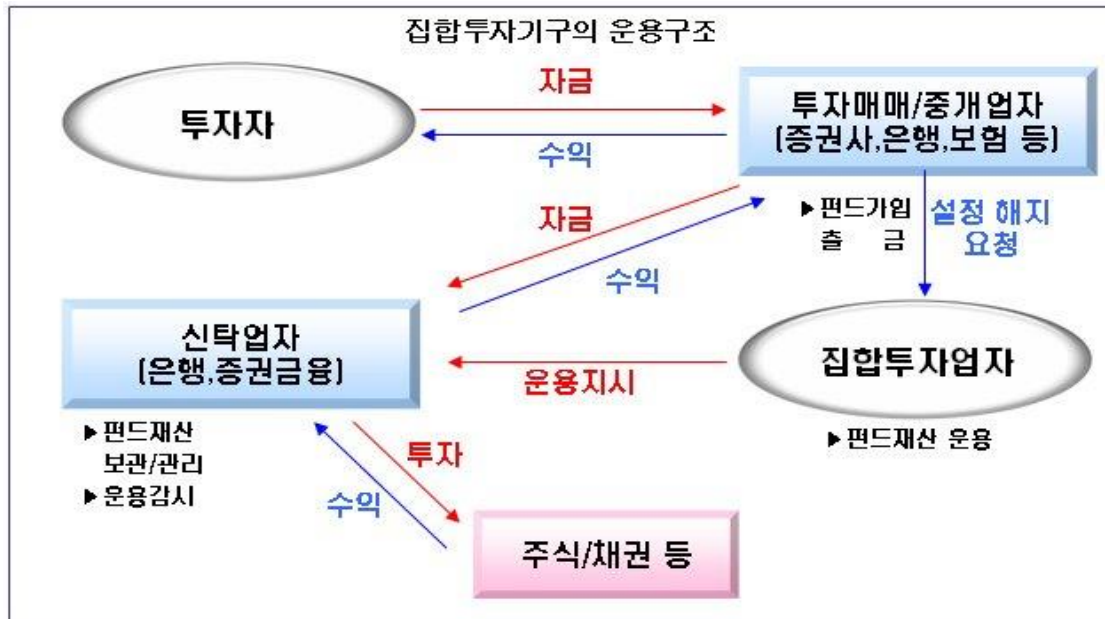 집합투자기구의 운용구조
투자자
자금
수익
투자매매/중개업자
(증권사,은행,보험 등)
자금
수익
▶펀드가입
출 금
설정 해지
요청
신탁업자
(은행,증권금융)
운용지시
집합투자업자
▶펀드재산
보관/관리
▶운용감시
투자
수익
▶펀드재산 운용
주식/채권 등